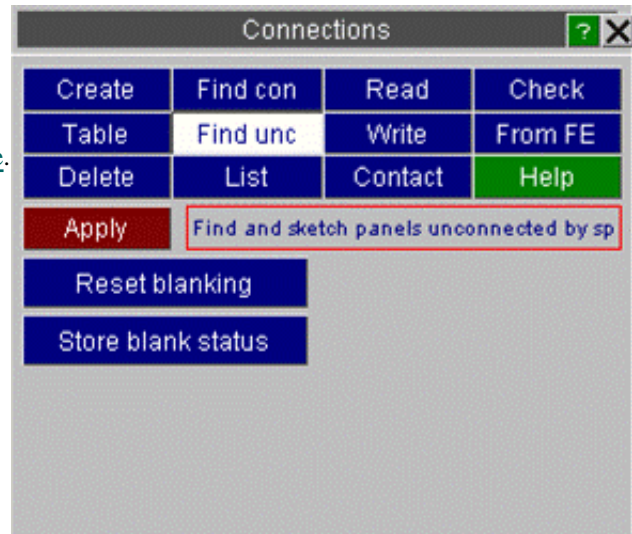 Connections ? X
Create Find con Read Check
Table Find unc Write From FE
e.
Delete List Contact Help
Apply Find and sketch panels unconnected by sp
Reset blanking
Store blank status